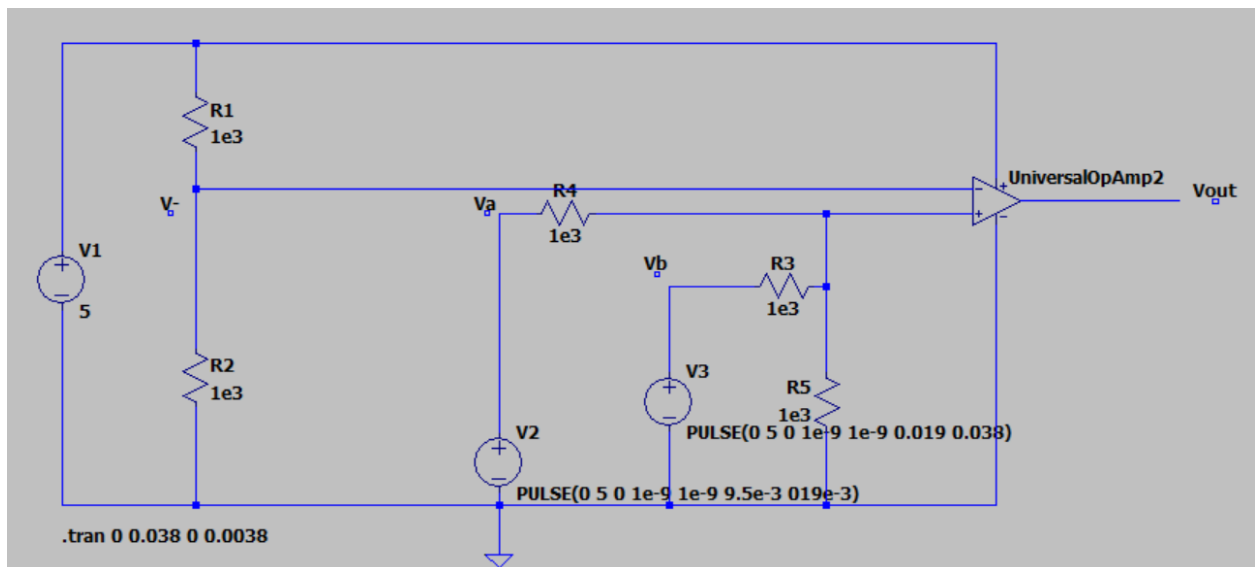 R1
1e3
UniversalOpAmp2
V-
Va
R4
1e3
Vout
V1
5
Vb
R3
1e3
R2
1e3
V3
R5
1e3
PULSE(0 5 0 1e-9 1e-9 0.019 0.038)
V2
PULSE(0 5 0 1e-9 1e-9 9.5e-3 019e-3)
.tran 0 0.038 0 0.0038